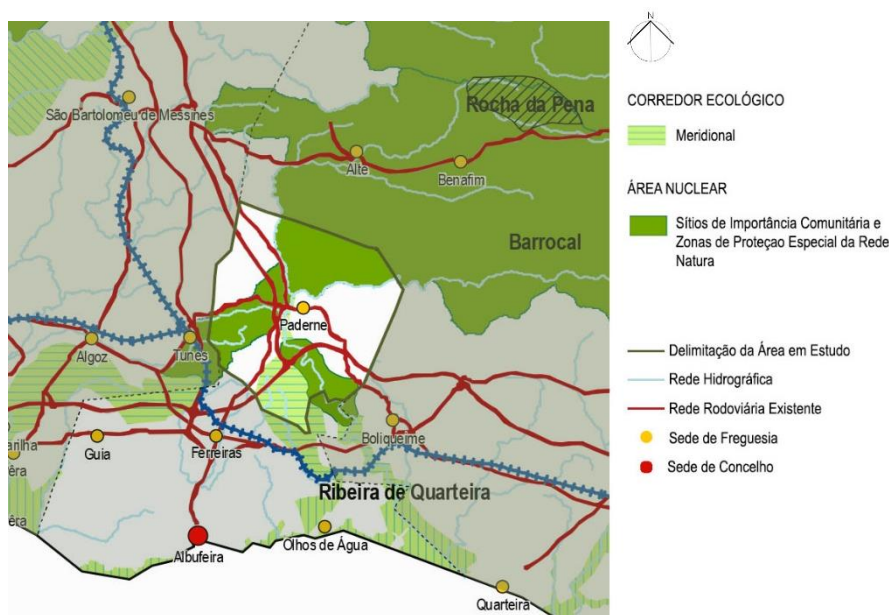 N
São Bartolomeu de Messines
Rocha da Pena
Alte
Benafim
Barrocal
Paderne
Algoz
Tunes
Guia
Ferreiras
Boliqueime
Ribeira de Quarteira
Albufeira
Olhos de Água
Quarteira
CORREDOR ECOLÓGICO
Meridional
ÁREA NUCLEAR
Sítios de Importância Comunitária e
Zonas de Proteçao Especial da Rede
Natura
Delimitação da Área em Estudo
Rede Hidrográfica
Rede Rodoviária Existente
Sede de Freguesia
Sede de Concelho